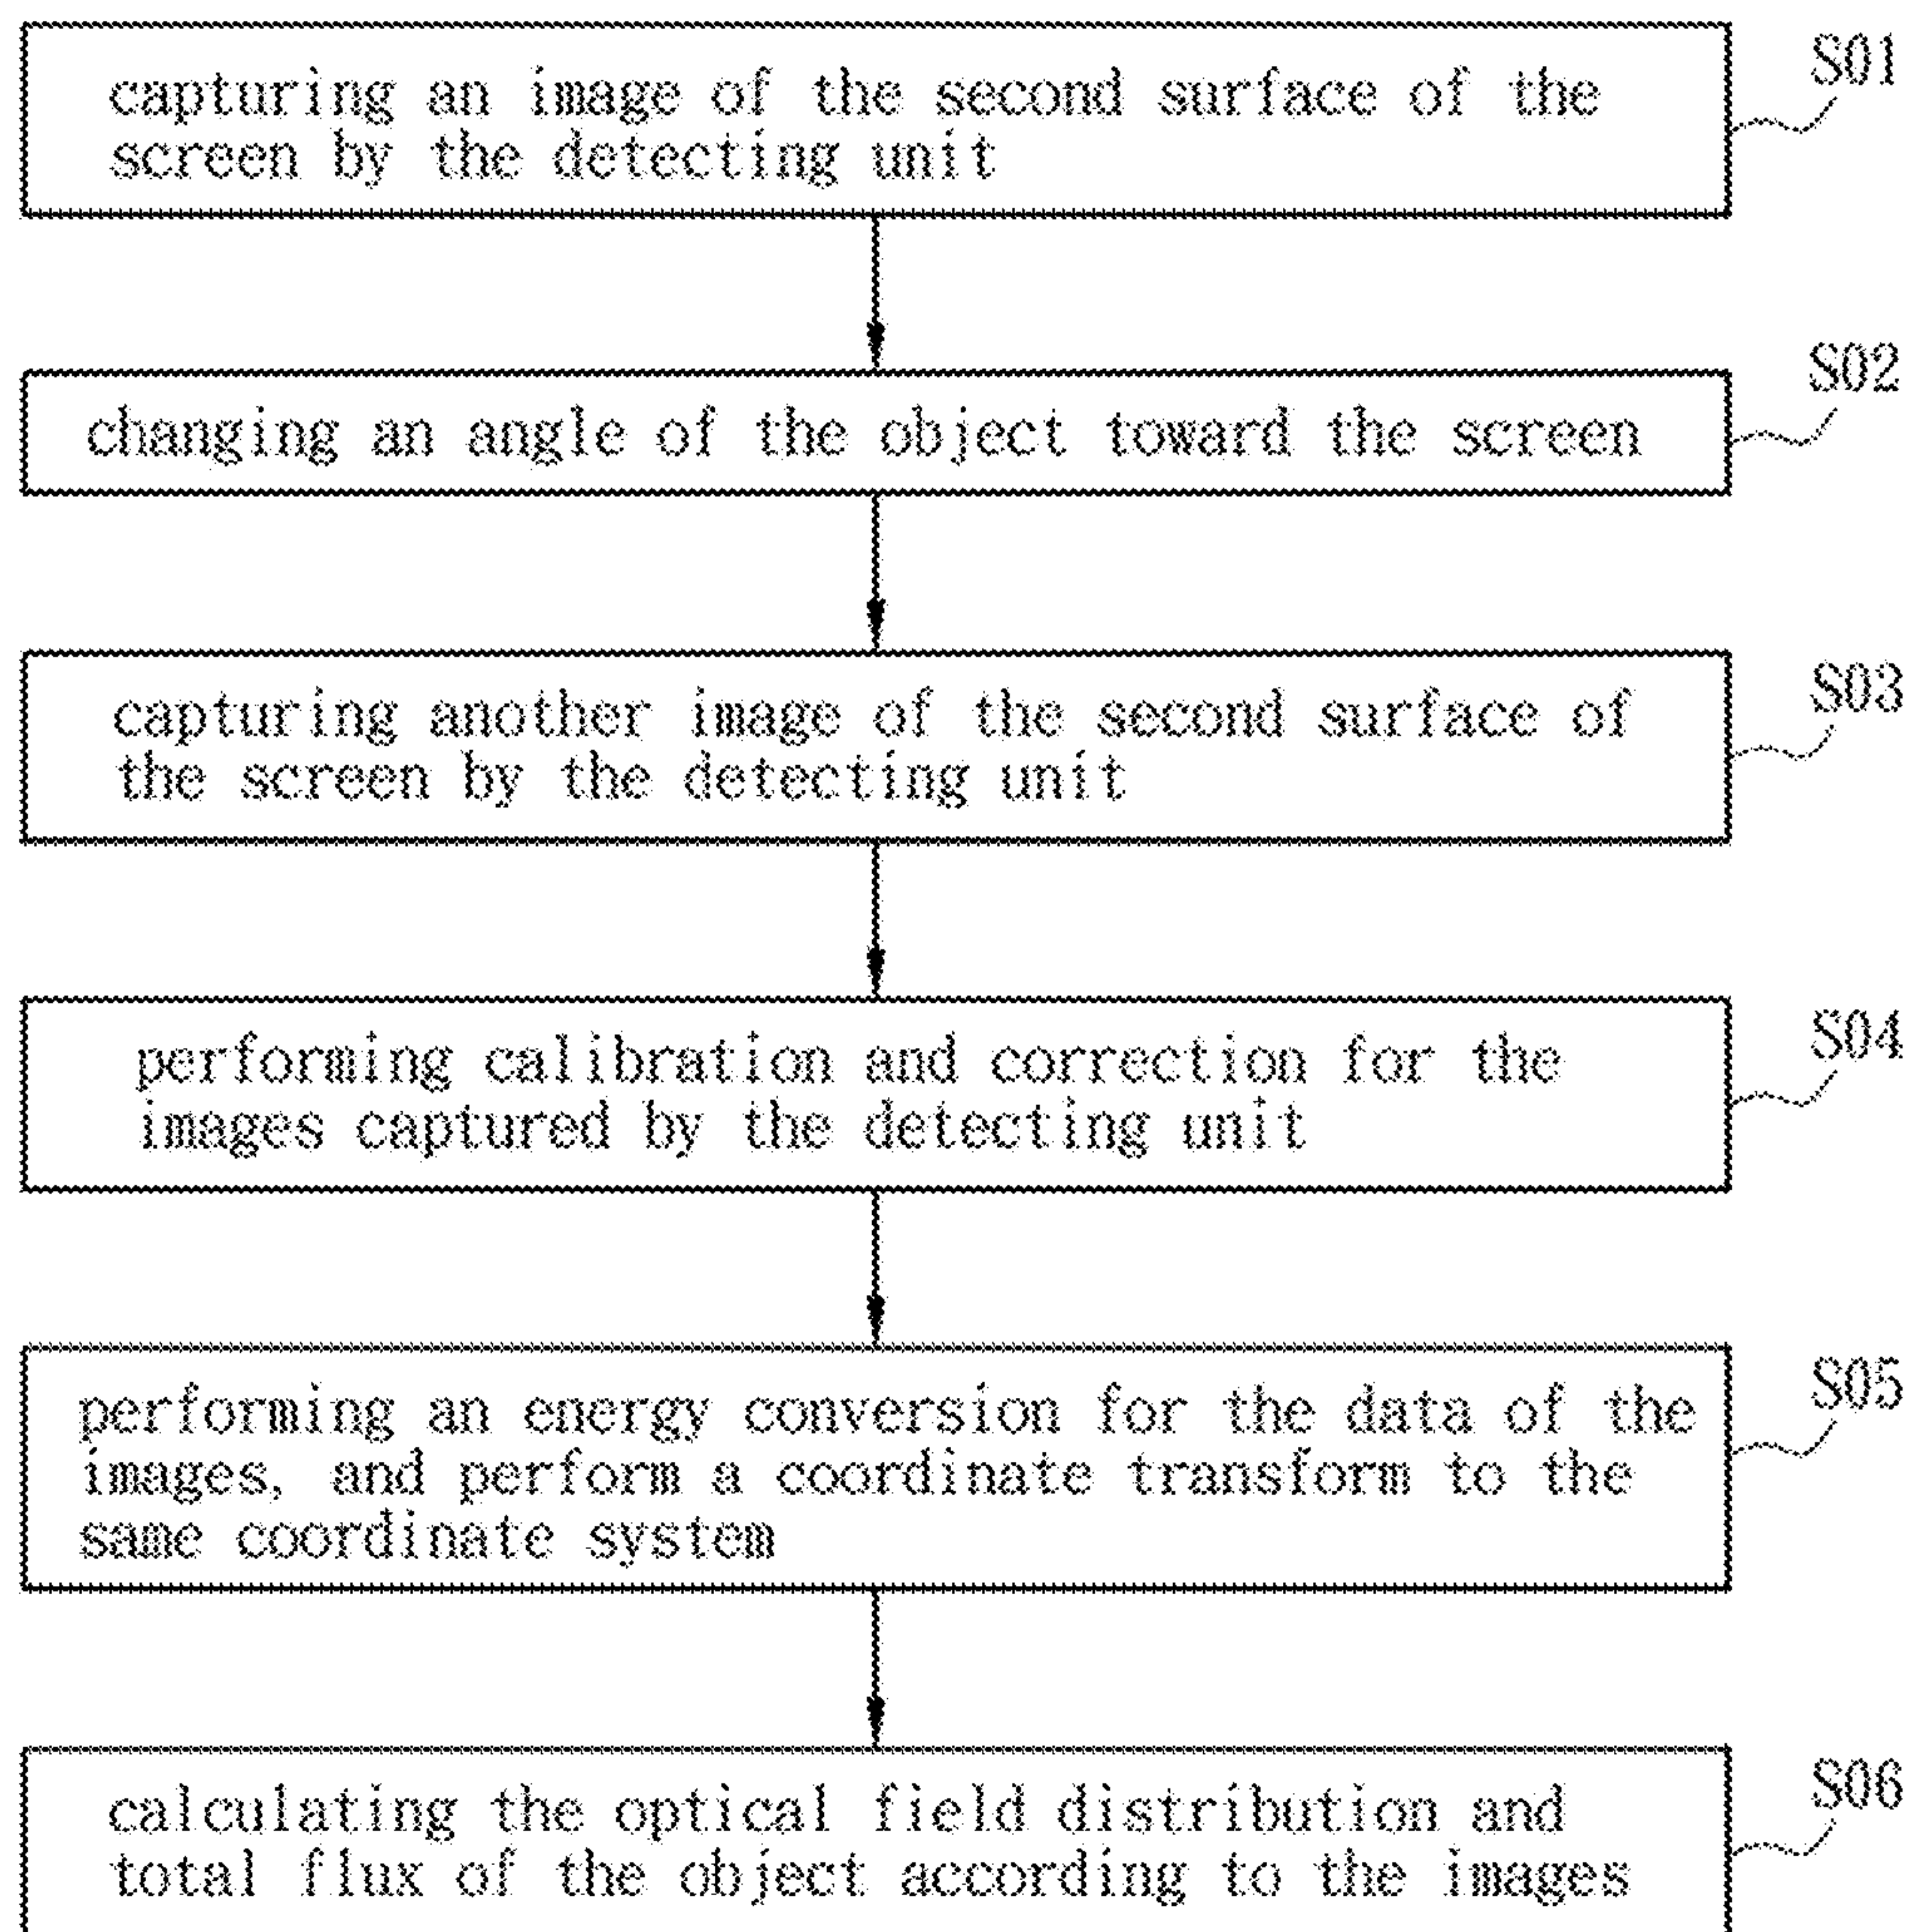 S01
capturing an image of the second surface of the
screen by the detecting unit
S02
changing an angle of the object toward the screen
S03
capturing another image of the second surface of
the screen by the detecting unit
S04
performing calibration and correction for the
images captured by the detecting unit
S05
performing an energy conversion for the data of the
images, and perform a coordinate transform to the
same coordinate system
S06
calculating the optical field distribution and
total flux of the object according to the images